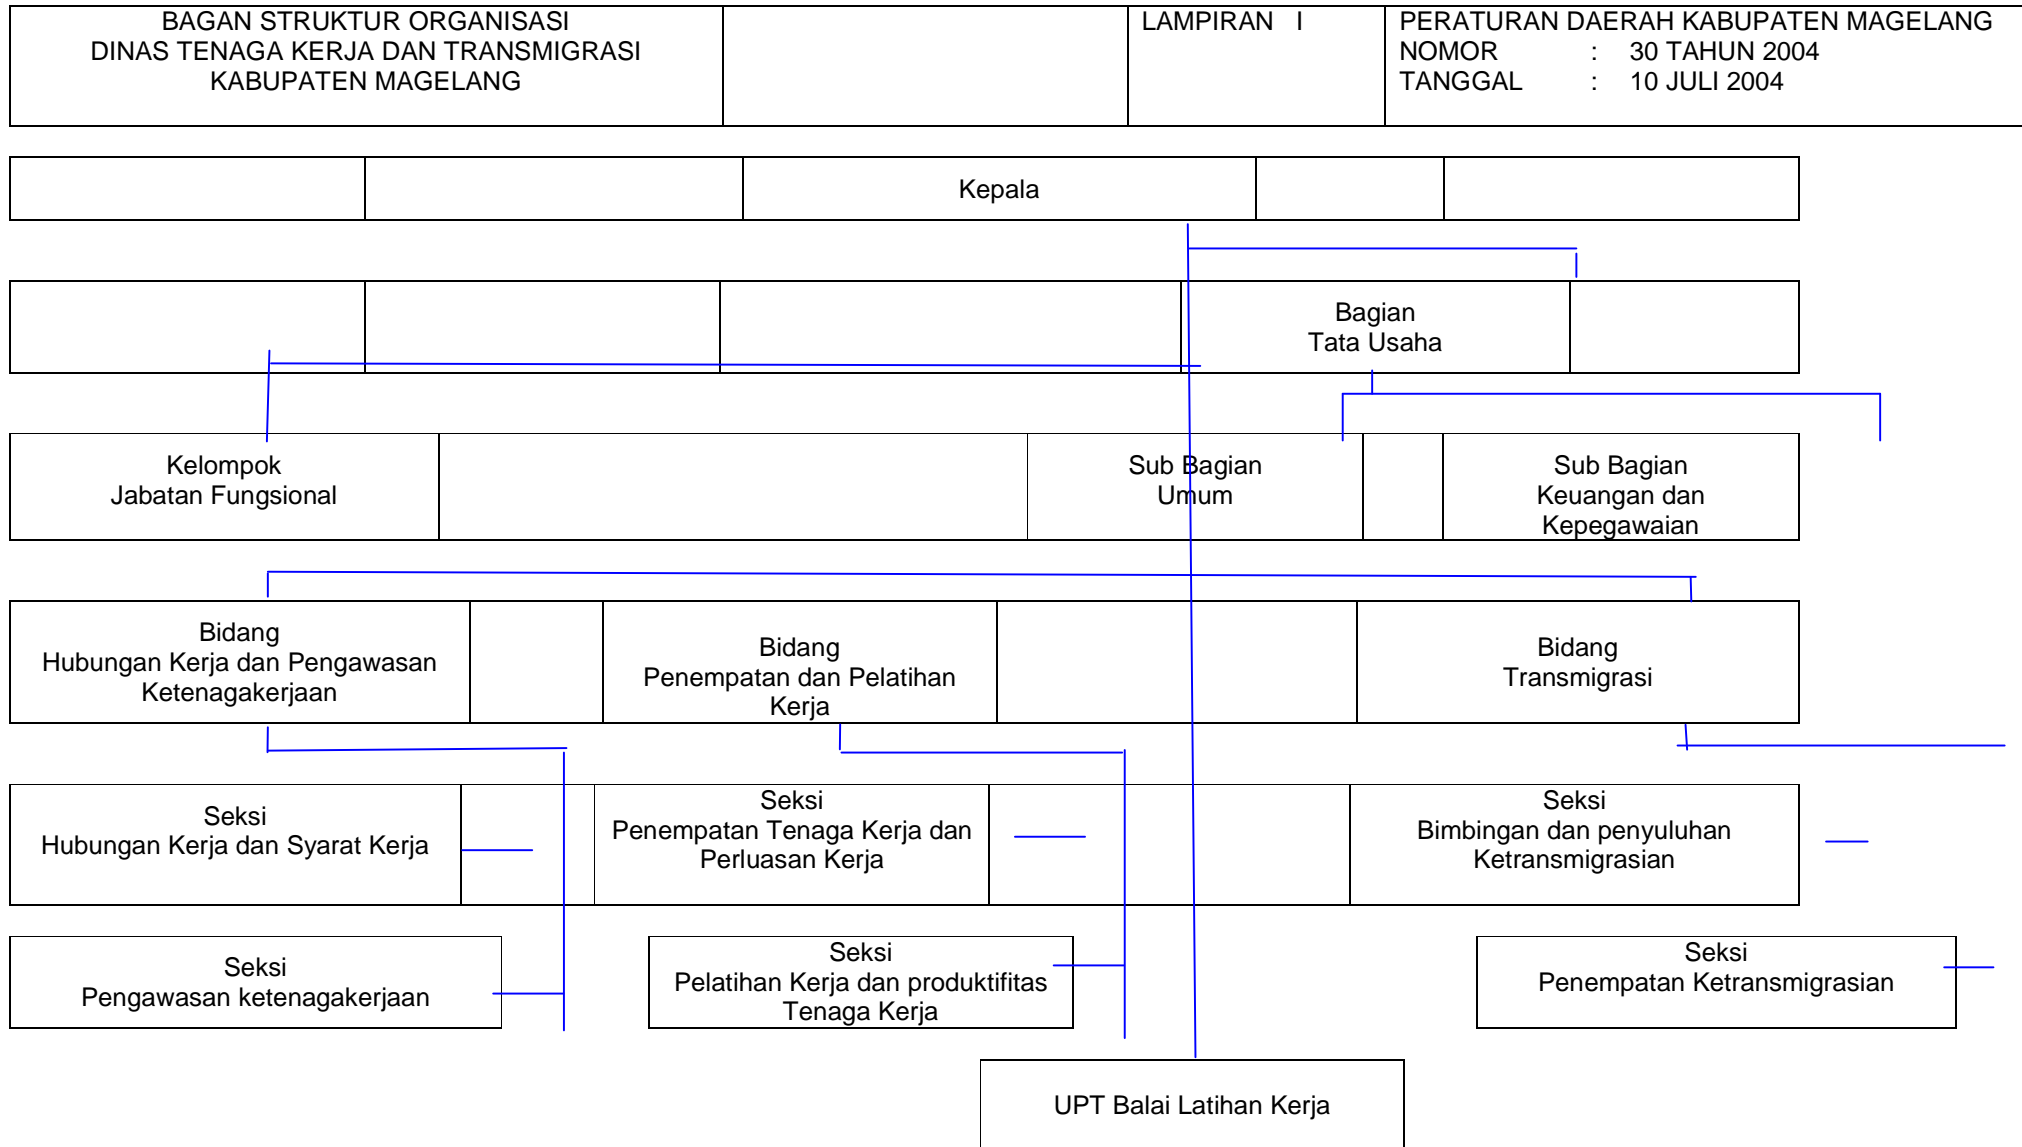 BAGAN STRUKTUR ORGANISASI
DINAS TENAGA KERJA DAN TRANSMIGRASI
KABUPATEN MAGELANG
LAMPIRAN I
PERATURAN DAERAH KABUPATEN MAGELANG
NOMOR : 30 TAHUN 2004
TANGGAL : 10 JULI 2004
Kepala
Bagian
Tata Usaha
Kelompok
Jabatan Fungsional
Sub Bagian
Umum
Sub Bagian
Keuangan dan
Kepegawaian
Bidang
Hubungan Kerja dan Pengawasan
Ketenagakerjaan
Bidang
Penempatan dan Pelatihan
Kerja
Bidang
Transmigrasi
Seksi
Hubungan Kerja dan Syarat Kerja
Seksi
Penempatan Tenaga Kerja dan
Perluasan Kerja
Seksi
Bimbingan dan penyuluhan
Ketransmigrasian
Seksi
Pengawasan ketenagakerjaan
Seksi
Pelatihan Kerja dan produktifitas
Tenaga Kerja
Seksi
Penempatan Ketransmigrasian
UPT Balai Latihan Kerja